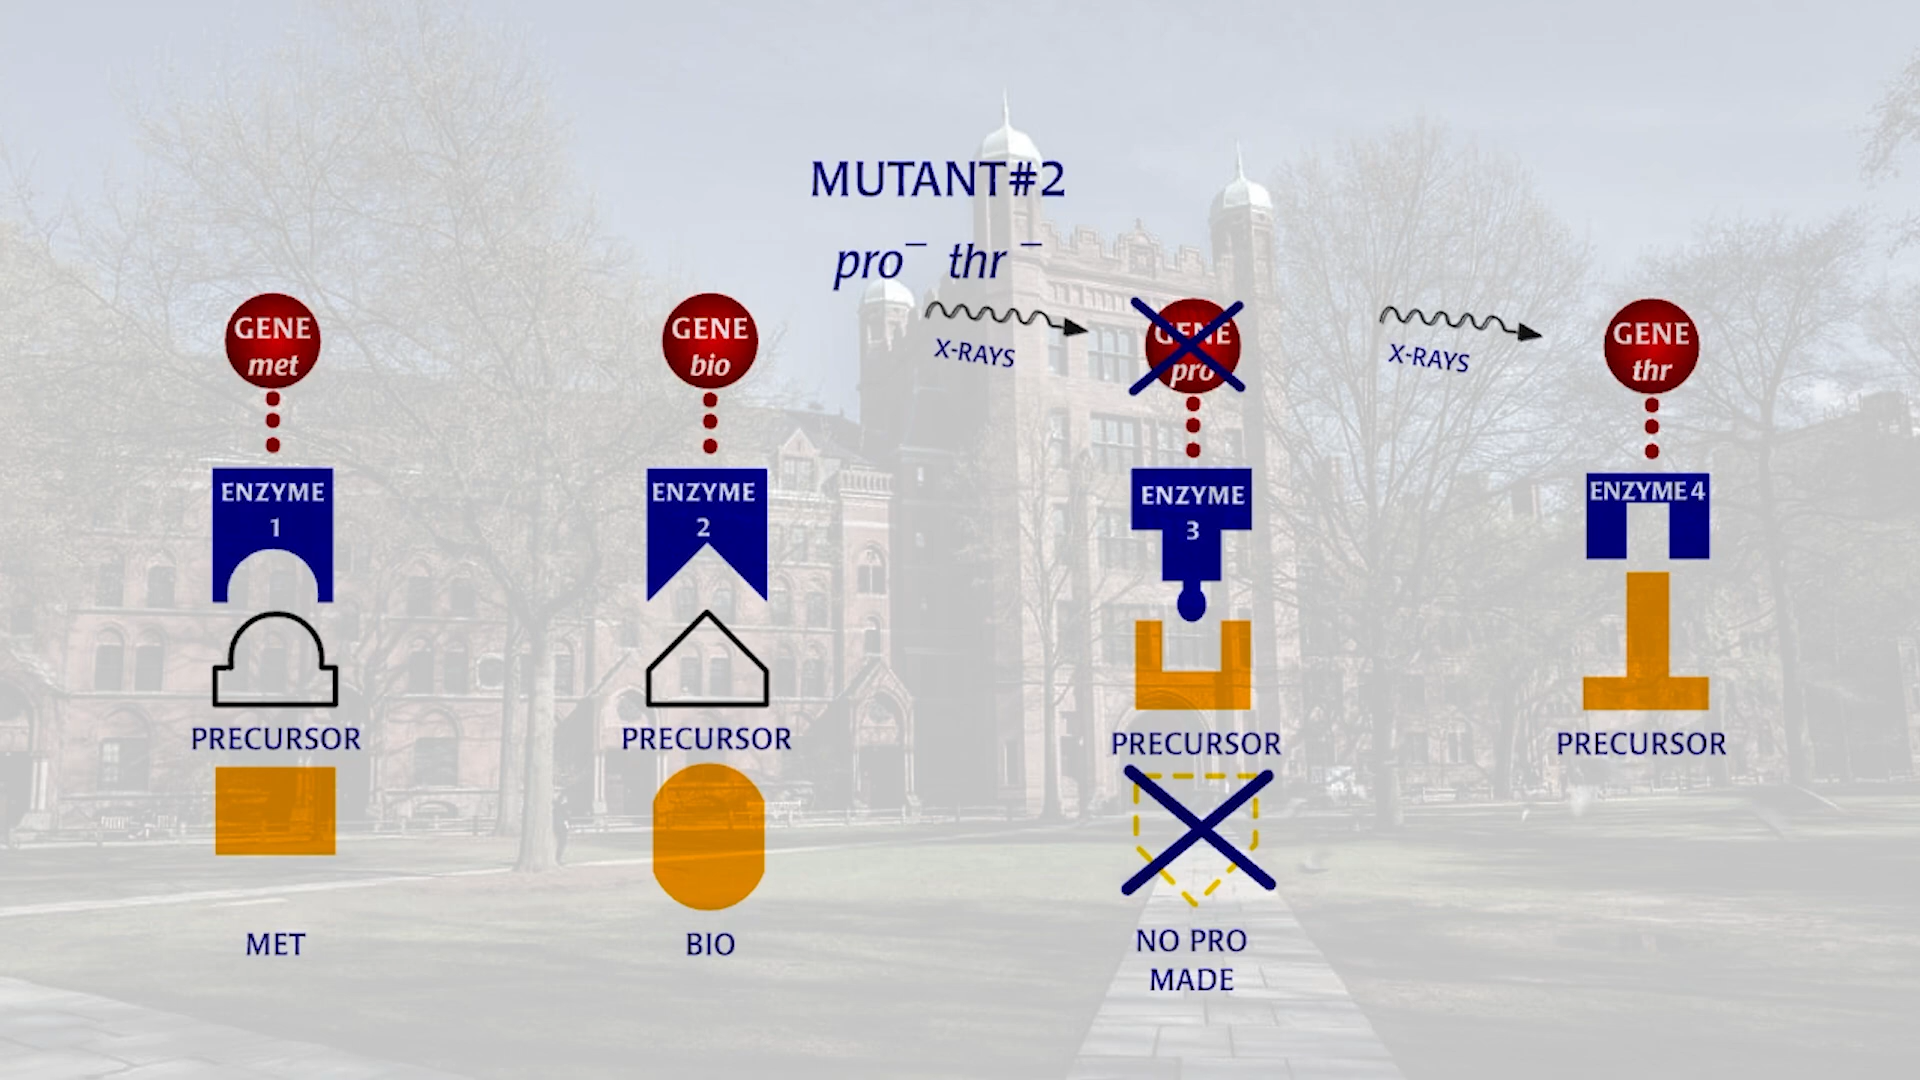 MUTANT#2
pro⁻ thr⁻
GENE
met
GENE
bio
X-RAYS
GENE
pro
X-RAYS
GENE
thr
ENZYME
1
ENZYME
2
ENZYME
3
ENZYME 4
PRECURSOR
PRECURSOR
PRECURSOR
PRECURSOR
MET
BIO
NO PRO
MADE